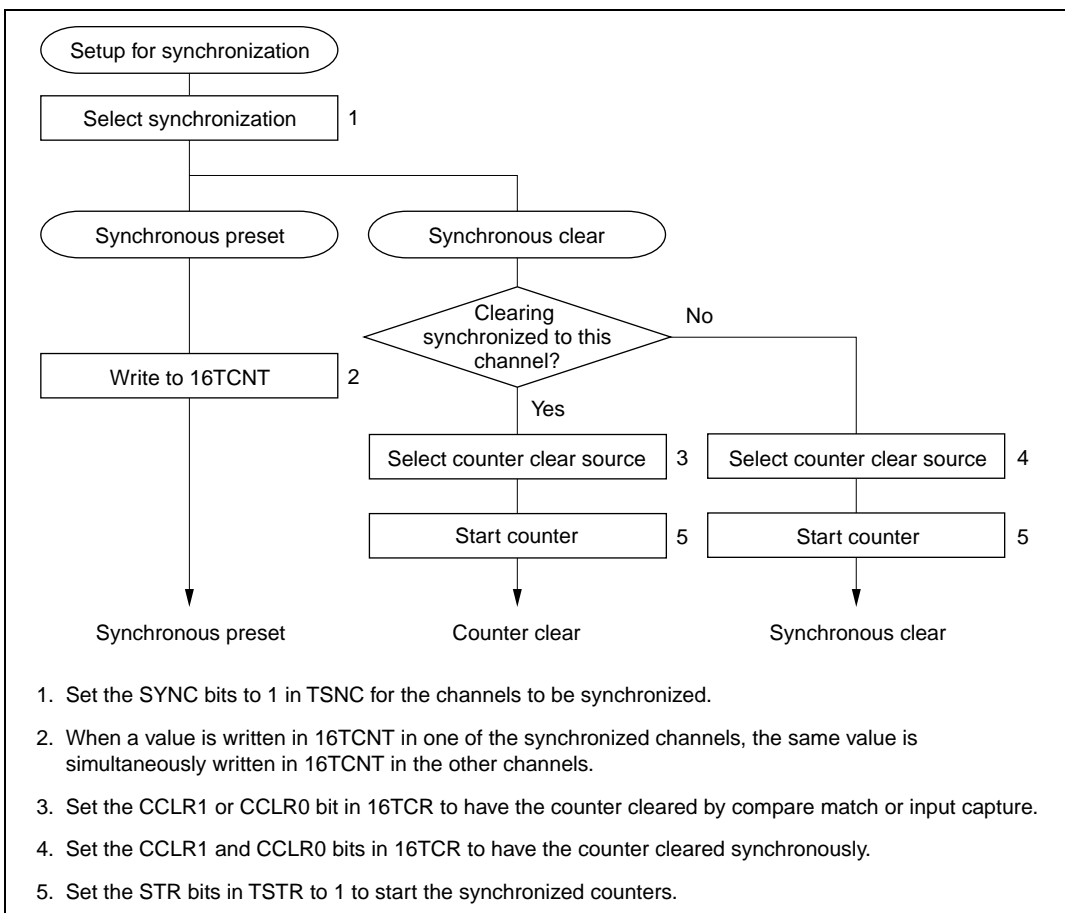 Setup for synchronization
Select synchronization 1
Synchronous preset Synchronous clear
Clearing
synchronized to this
channel?
No
Write to 16TCNT 2
Yes
Select counter clear source 3 Select counter clear source 4
Start counter 5 Start counter 5
Synchronous preset Counter clear Synchronous clear
1. Set the SYNC bits to 1 in TSNC for the channels to be synchronized.
2. When a value is written in 16TCNT in one of the synchronized channels, the same value is
simultaneously written in 16TCNT in the other channels.
3. Set the CCLR1 or CCLR0 bit in 16TCR to have the counter cleared by compare match or input capture.
4. Set the CCLR1 and CCLR0 bits in 16TCR to have the counter cleared synchronously.
5. Set the STR bits in TSTR to 1 to start the synchronized counters.